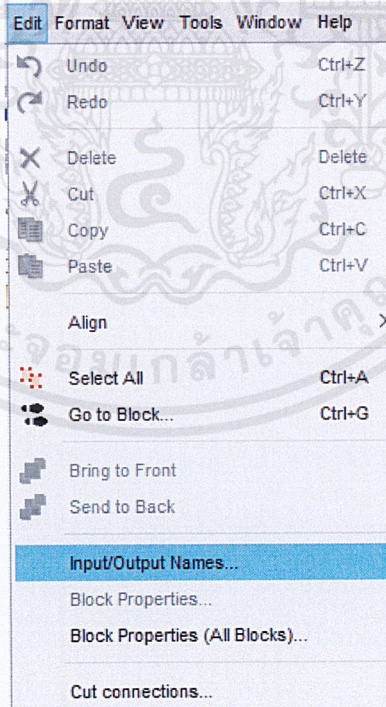 Edit Format View Tools Window Help
Undo Ctrl+Z
Redo Ctrl+Y
Delete Delete
Cut Ctrl+X
Copy Ctrl+C
Paste Ctrl+V
Align
Select All Ctrl+A
Go to Block... Ctrl+G
Bring to Front
Send to Back
Input/Output Names...
Block Properties...
Block Properties (All Blocks)...
Cut connections...